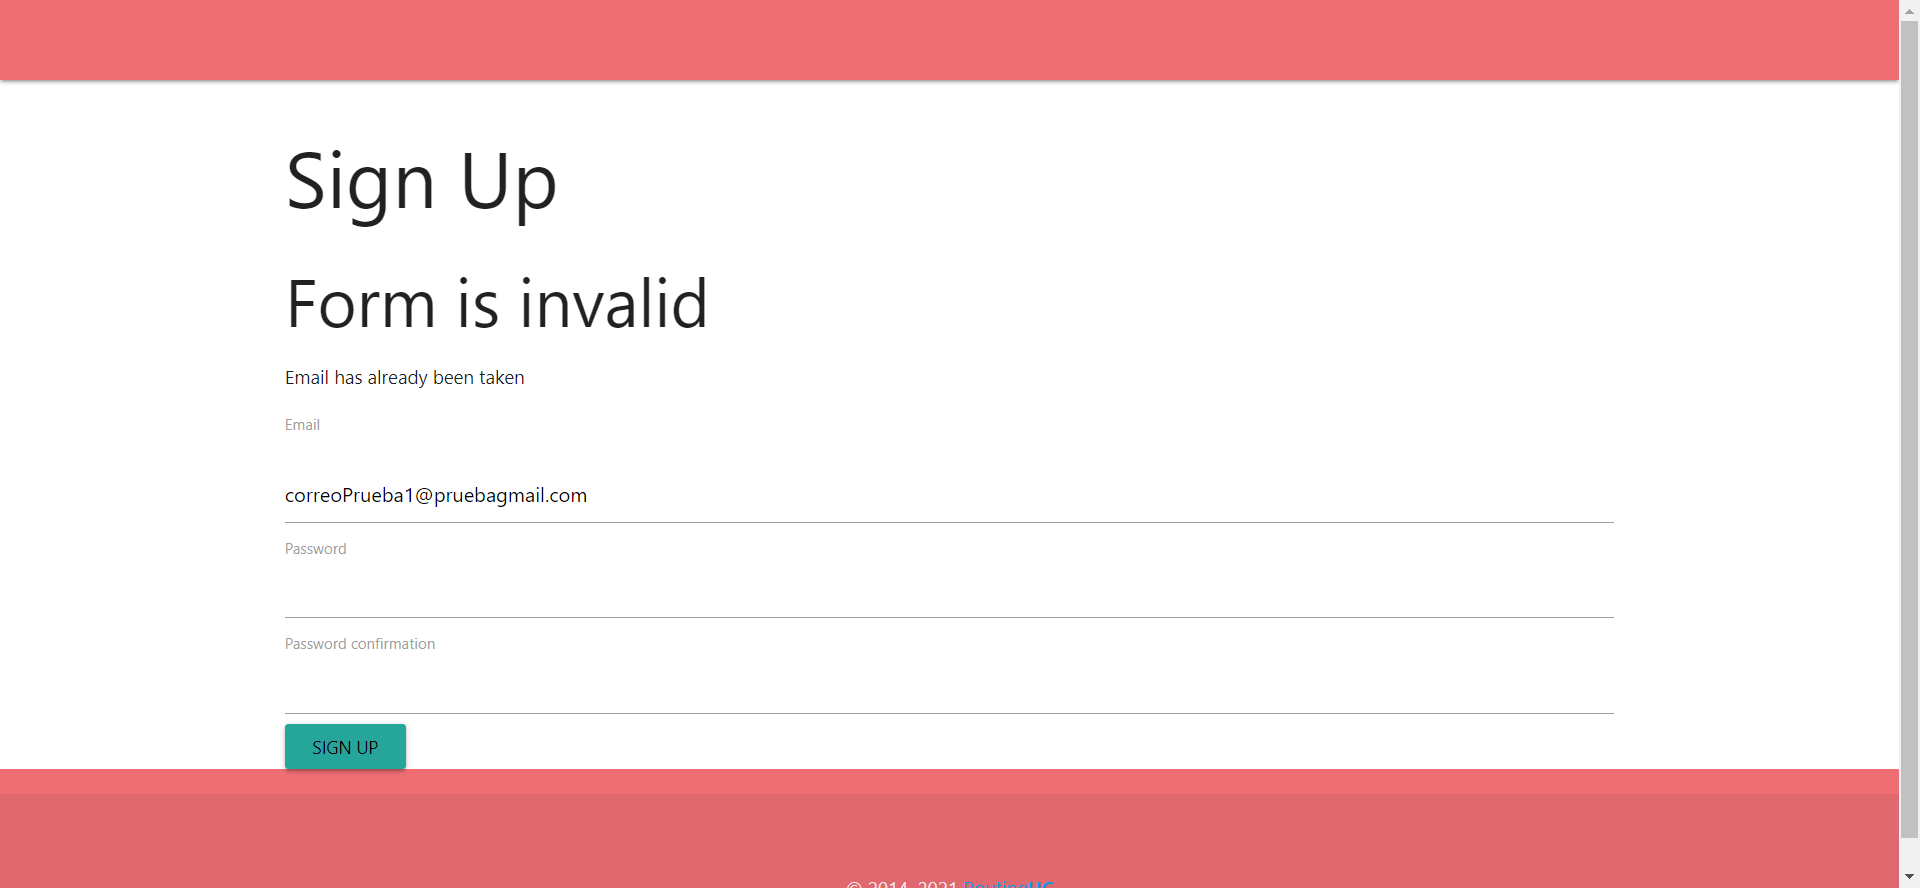 Sign Up
Form is invalid
Email has already been taken
Email
correoPrueba1@pruebagmail.com
Password
Password confirmation
SIGN UP
© 2014-2021 RoutingUC